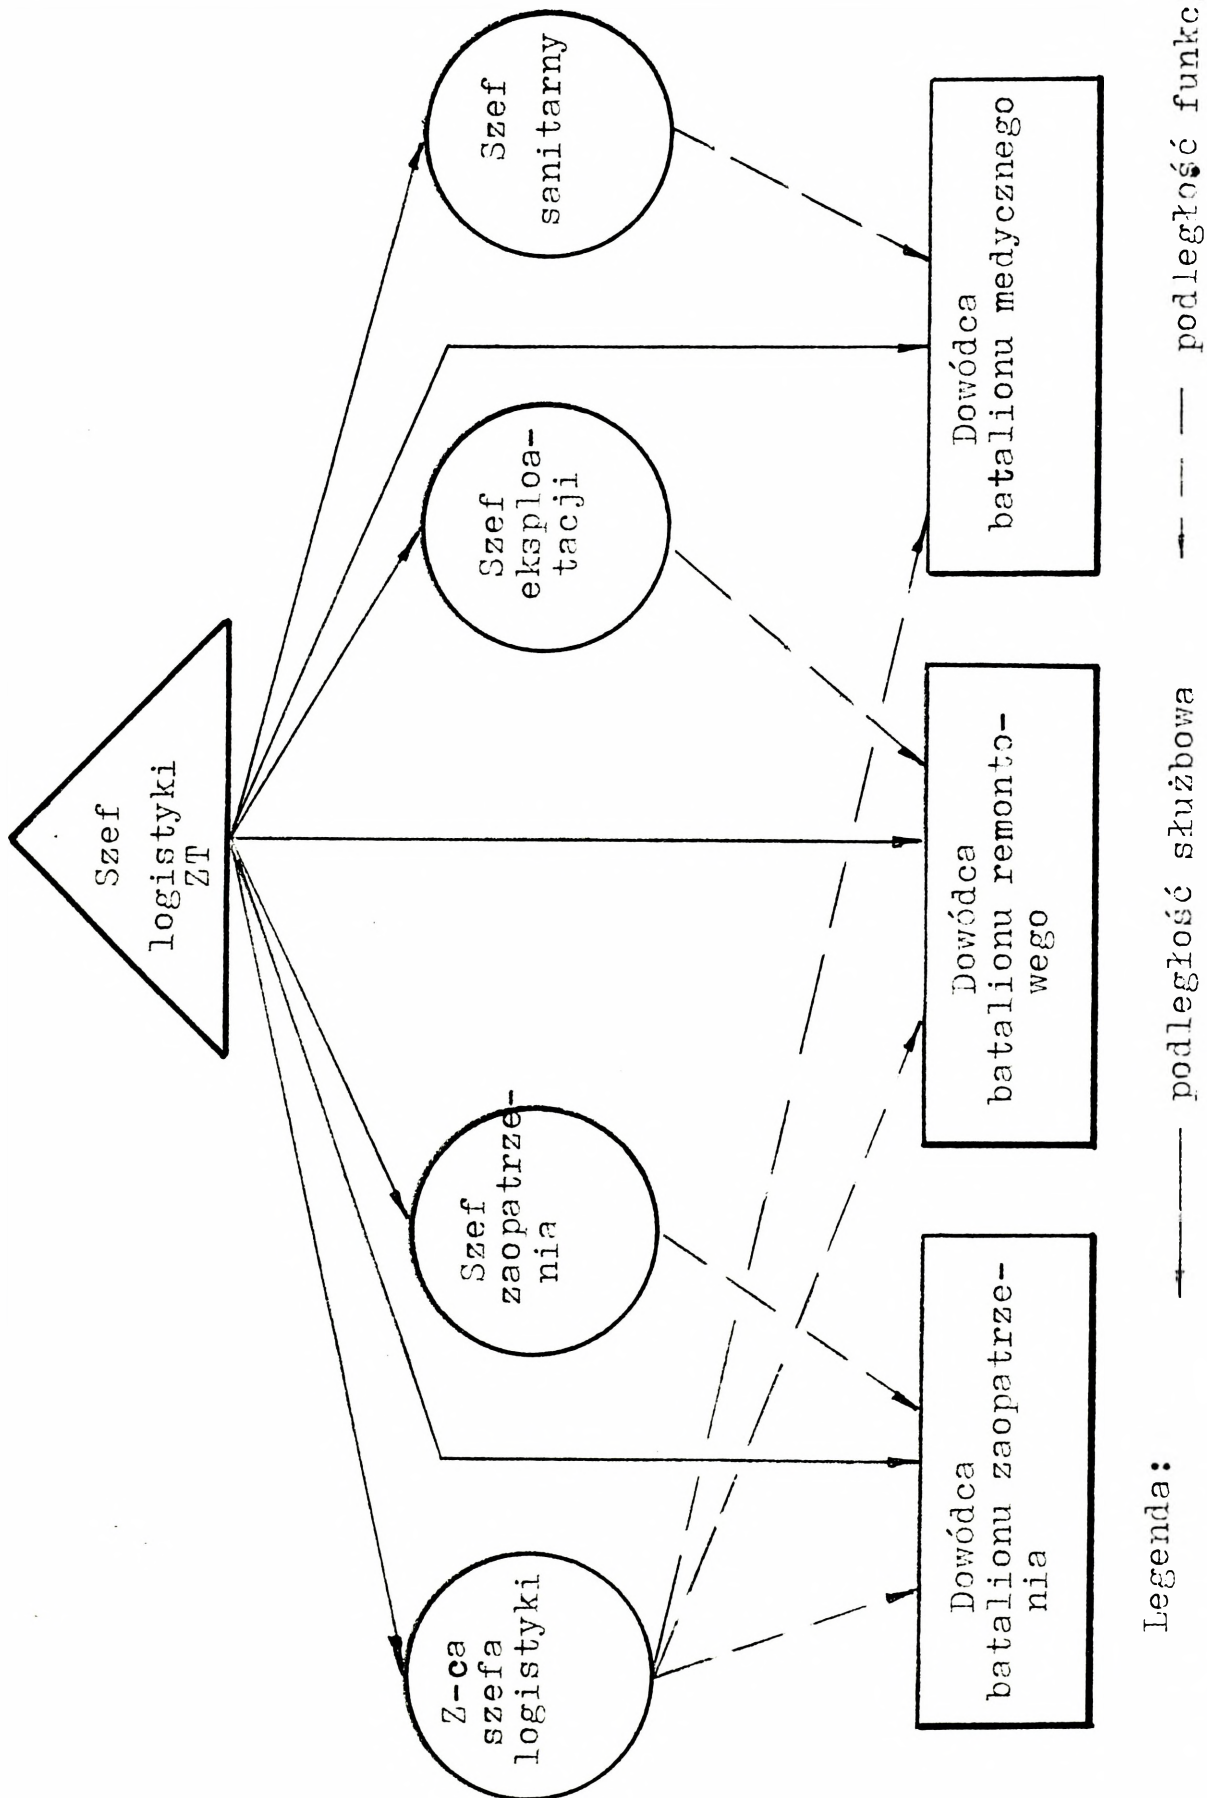 Szef
logistyki
ZT
Z-ca
szefa
logistyki
Szef
zaopatrze-
nia
Szef
eksploa-
tacji
Szef
sanitarny
Dowódca
batalionu zaopatrze-
nia
Dowódca
batalionu remonto-
wego
Dowódca
batalionu medycznego
Legenda:
podległość służbowa
podległość funkc